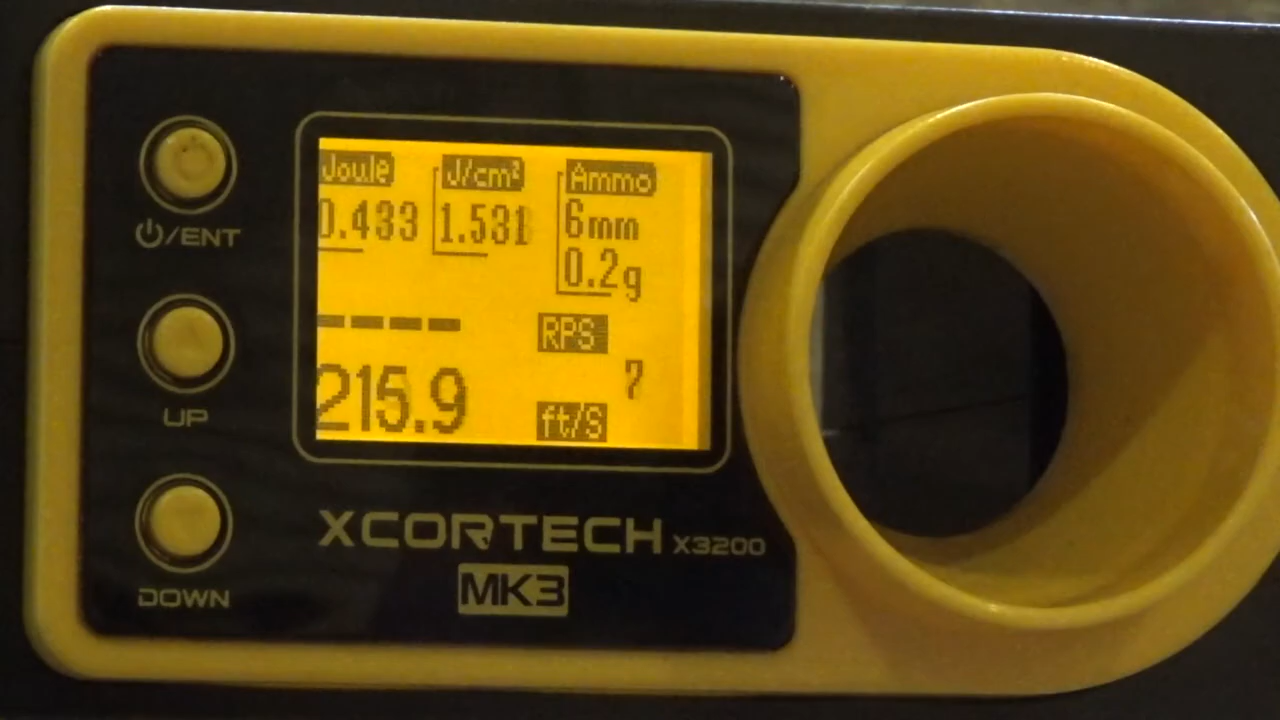 Joule J/cm² Ammo
0.433 1.531 6mm
0.2g
---- RPS
7
215.9 ft/S
/ENT
UP
DOWN
XCORTECH X3200
MK3